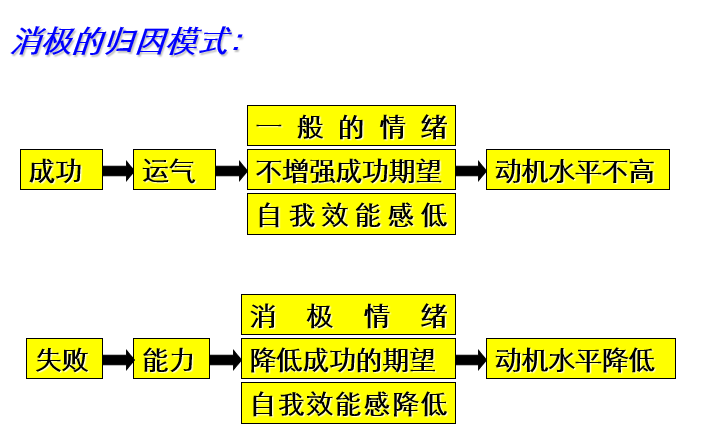 消极的归因模式：
一般的情绪
成功
运气
不增强成功期望
动机水平不高
自我效能感低
消极情绪
失败
能力
降低成功的期望
动机水平降低
自我效能感降低